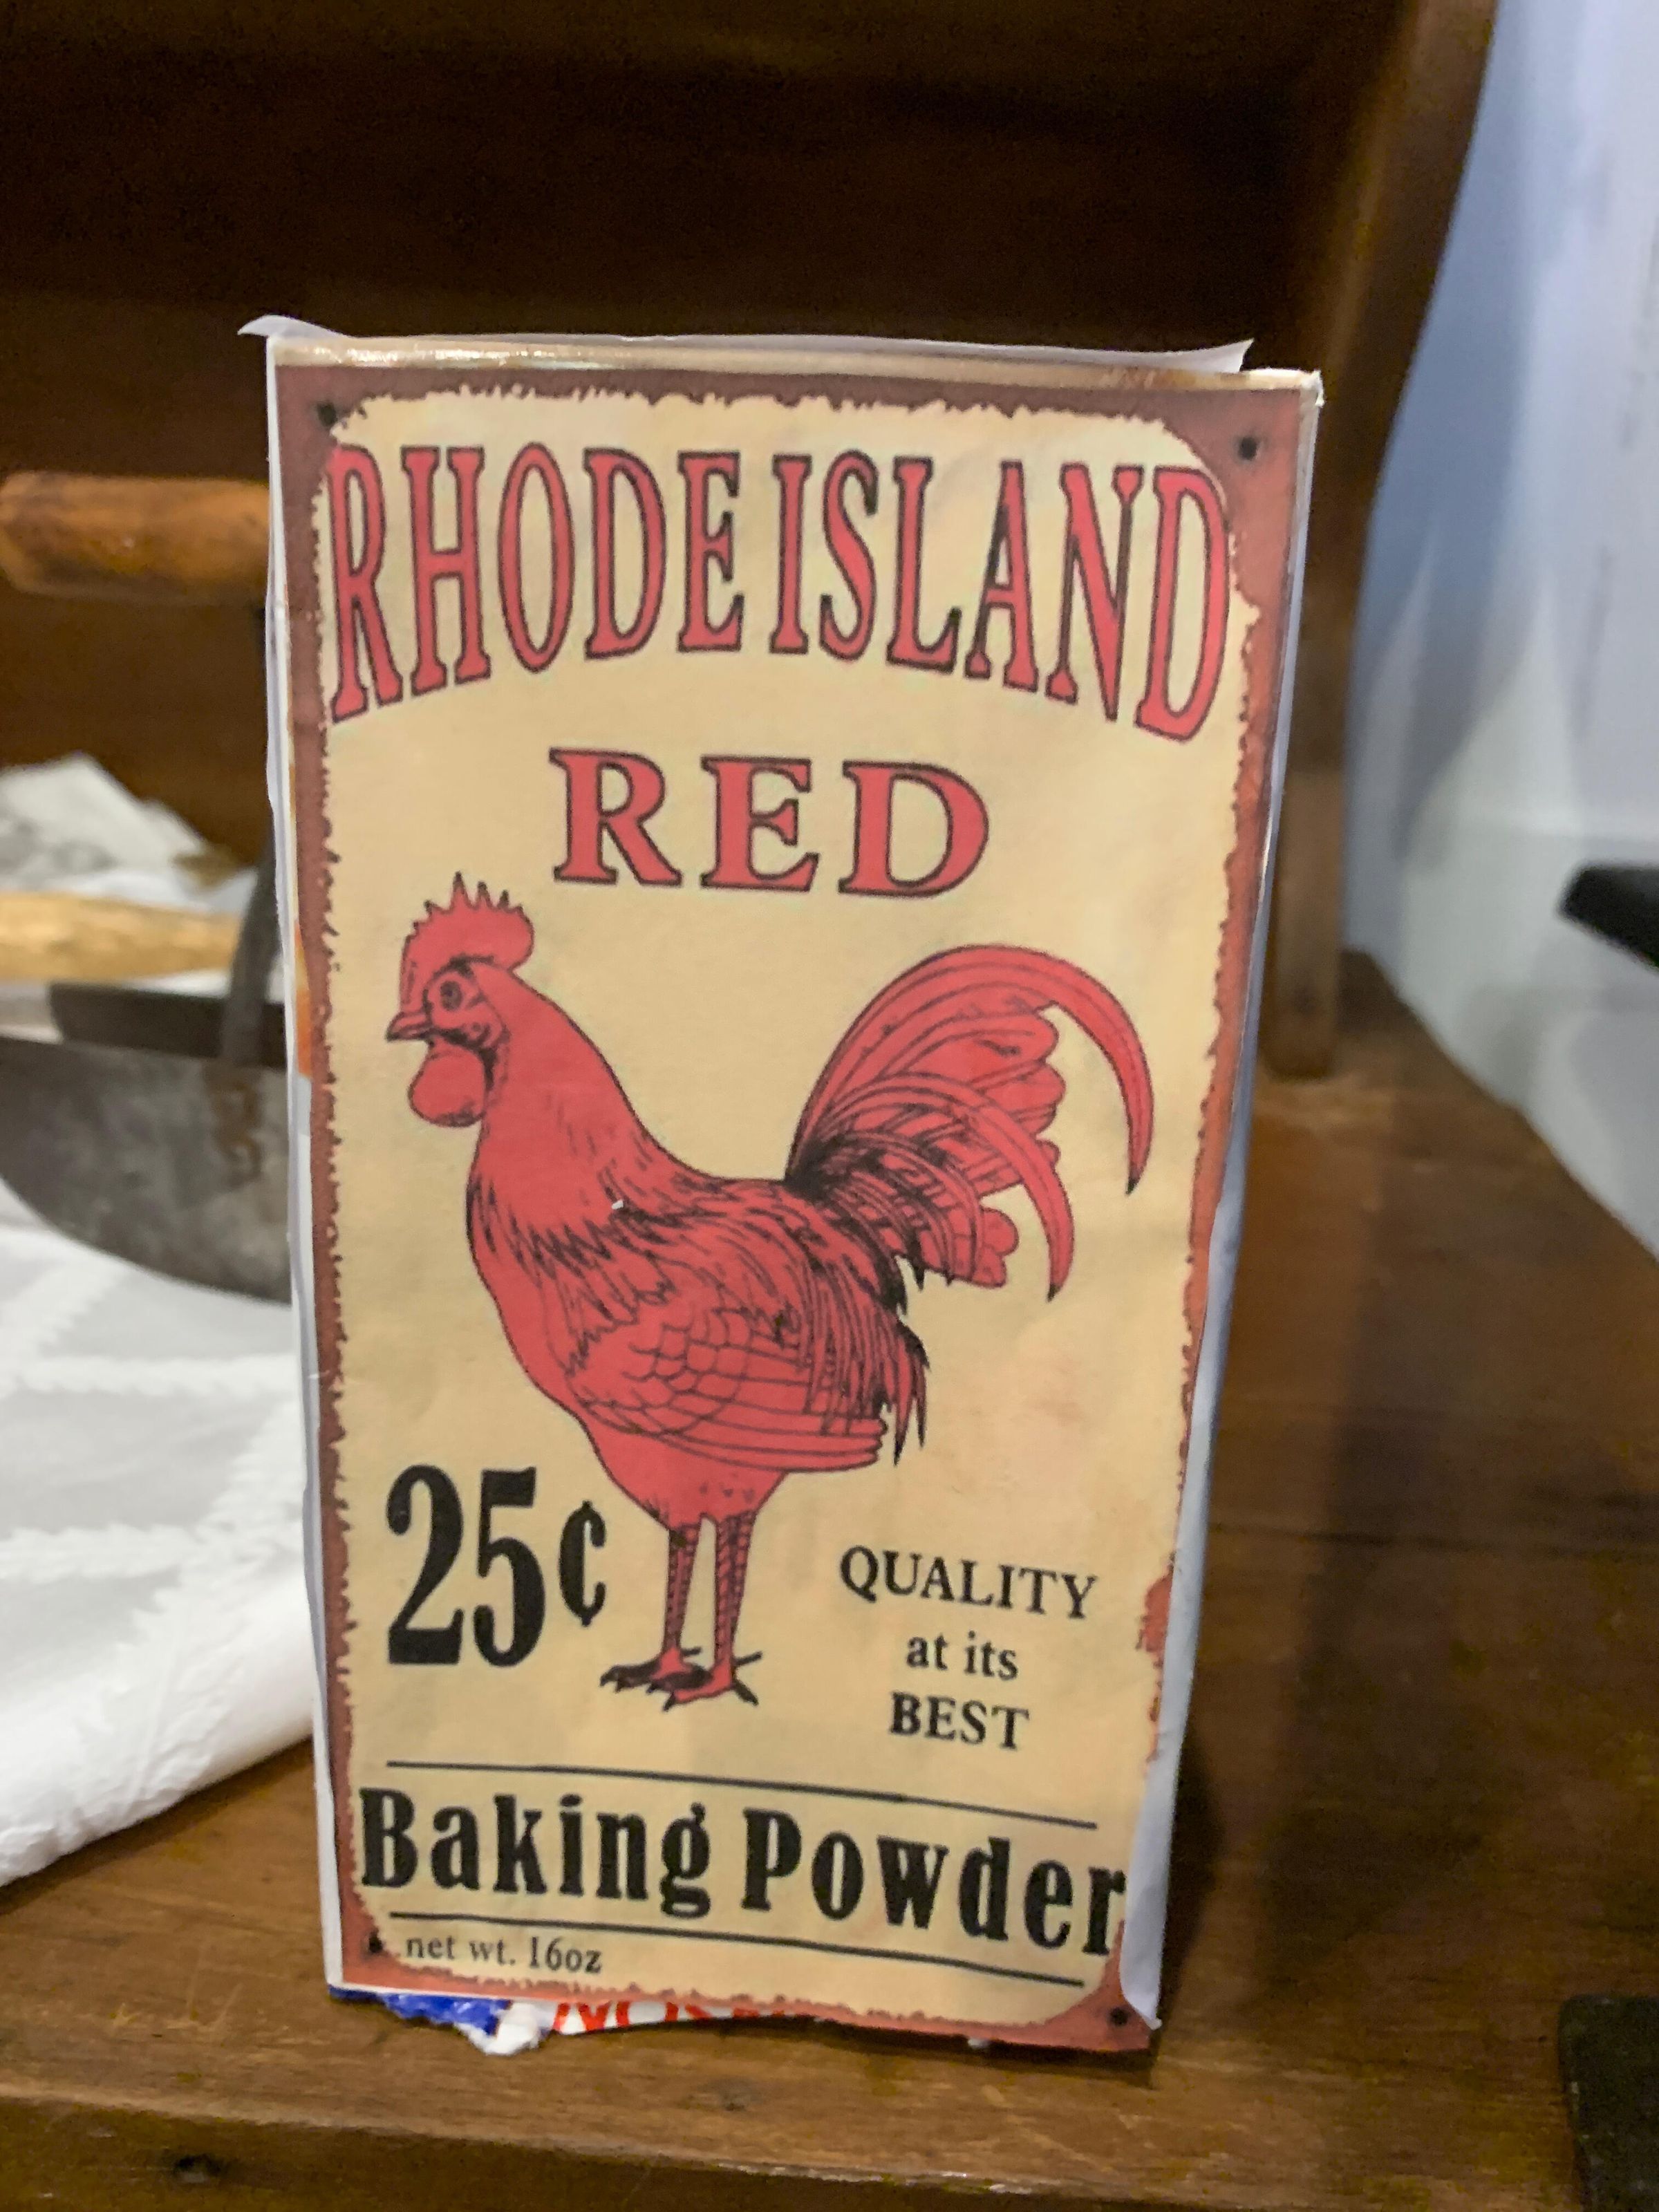 RHODE ISLAND
RED
25¢
QUALITY
at its
BEST
Baking Powder
net wt. 16oz